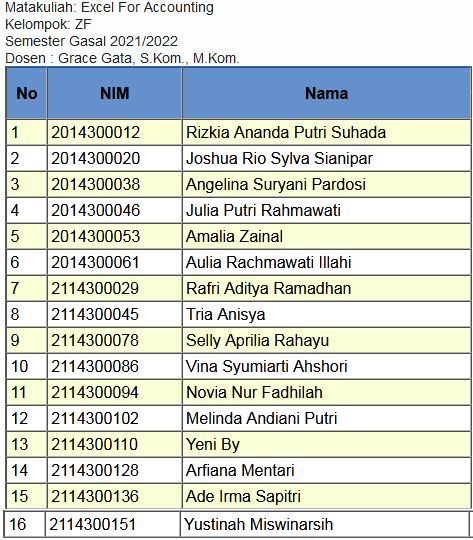 Matakuliah: Excel For Accounting
Kelompok: ZF
Semester Gasal 2021/2022
Dosen : Grace Gata, S.Kom., M.Kom.
No NIM Nama
1 2014300012 Rizkia Ananda Putri Suhada
2 2014300020 Joshua Rio Sylva Sianipar
3 2014300038 Angelina Suryani Pardosi
4 2014300046 Julia Putri Rahmawati
5 2014300053 Amalia Zainal
6 2014300061 Aulia Rachmawati Illahi
7 2114300029 Rafri Aditya Ramadhan
8 2114300045 Tria Anisya
9 2114300078 Selly Aprilia Rahayu
10 2114300086 Vina Syumiarti Ahshori
11 2114300094 Novia Nur Fadhilah
12 2114300102 Melinda Andiani Putri
13 2114300110 Yeni By
14 2114300128 Arfiana Mentari
15 2114300136 Ade Irma Sapitri
16 2114300151 Yustinah Miswinarsih